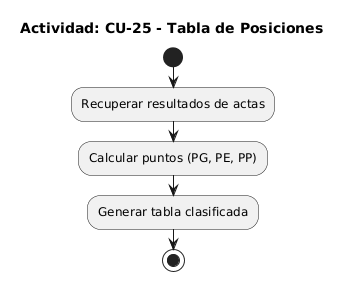 Actividad: CU-25 - Tabla de Posiciones
Recuperar resultados de actas
Calcular puntos (PG, PE, PP)
Generar tabla clasificada